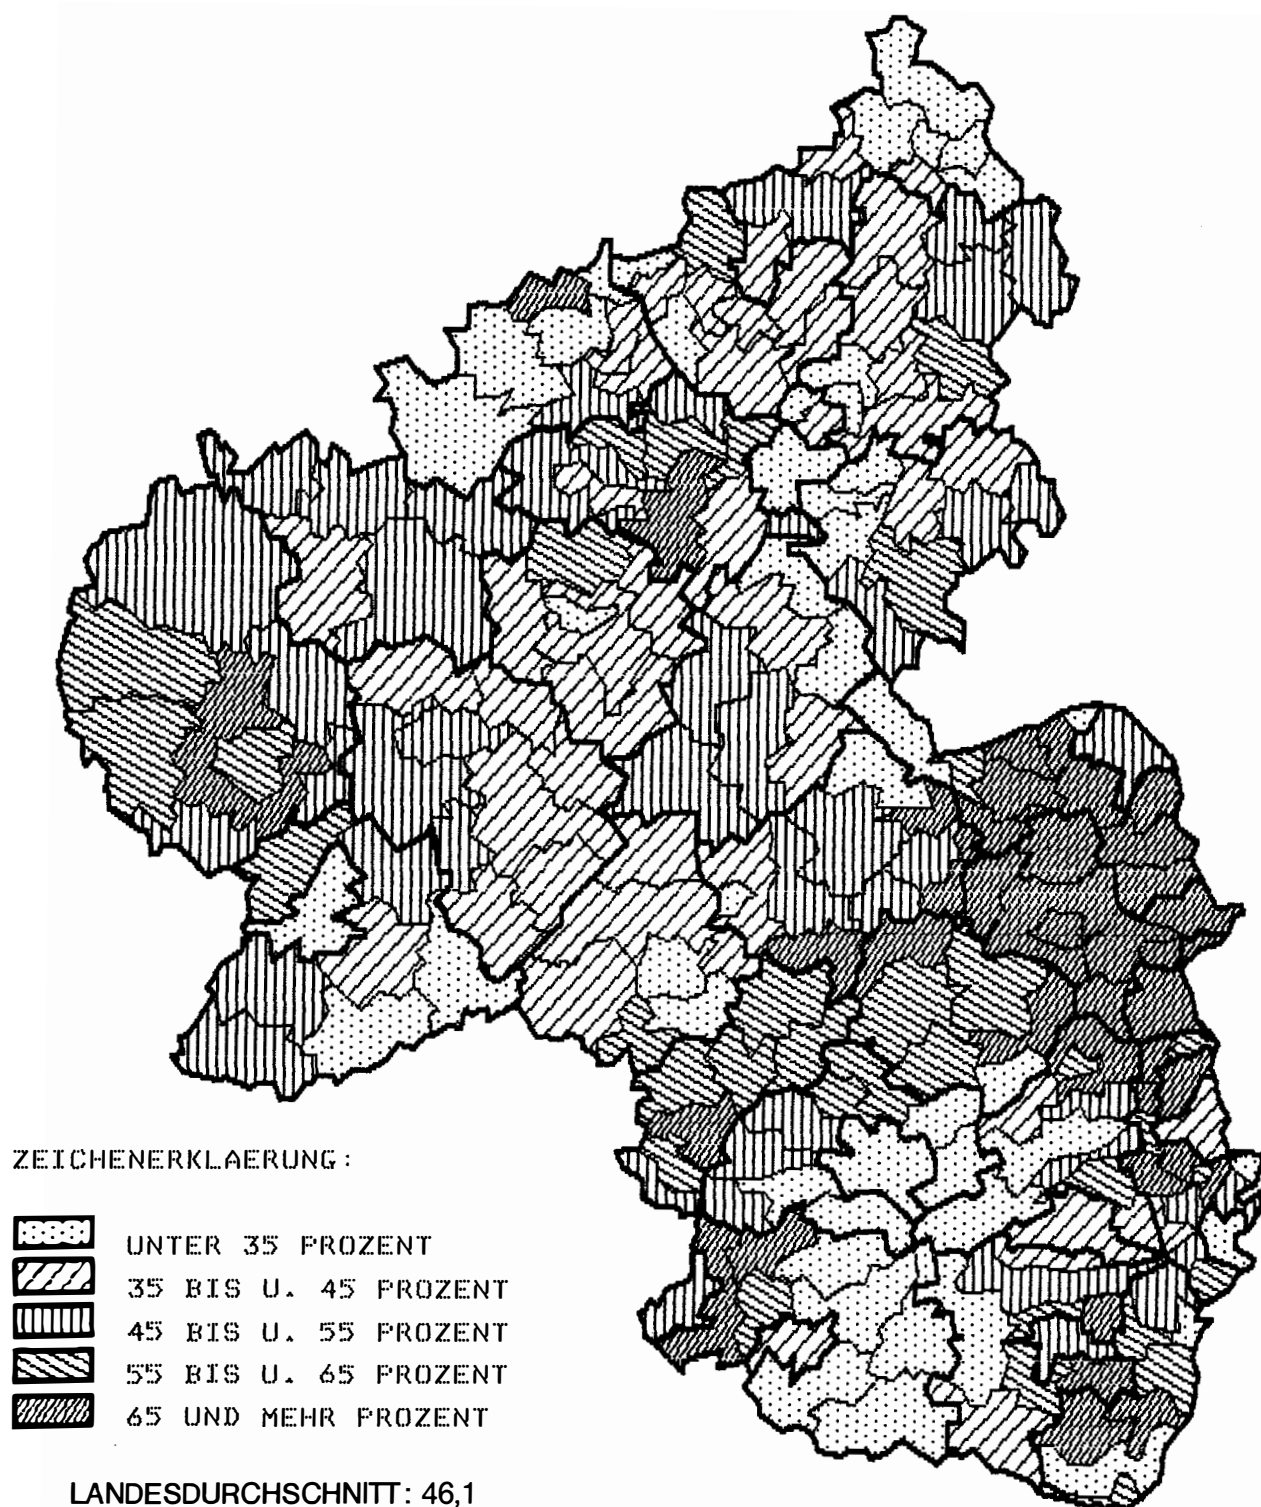 ZEICHENERKLAERUNG:
UNTER 35 PROZENT
35 BIS U. 45 PROZENT
45 BIS U. 55 PROZENT
55 BIS U. 65 PROZENT
65 UND MEHR PROZENT
LANDESDURCHSCHNITT: 46,1